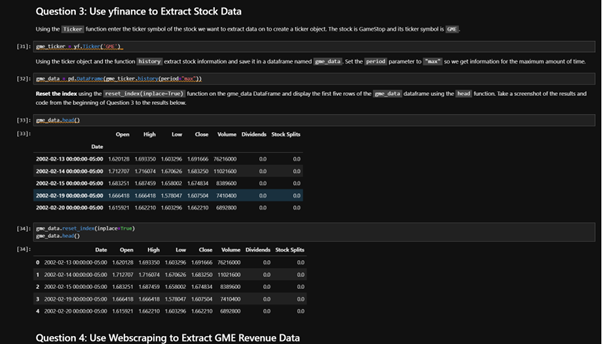 Question 3: Use yfinance to Extract Stock Data
Using the Ticker function enter the ticker symbol of the stock we want to extract data on to create a ticker object. The stock is GameStop and its ticker symbol is GME.
[31]: gme_ticker = yf.Ticker('GME')
Using the ticker object and the function history extract stock information and save it in a dataframe named gme_data. Set the period parameter to "max" so we get information for the maximum amount of time.
[32]: gme_data = pd.DataFrame(gme_ticker.history(period="max"))
Reset the index using the reset_index(inplace=True) function on the gme_data DataFrame and display the first five rows of the gme_data dataframe using the head function. Take a screenshot of the results and
code from the beginning of Question 3 to the results below.
[33]: gme_data.head()
[33]: Open High Low Close Volume Dividends Stock Splits
Date
2002-02-13 00:00:00-05:00 1.620128 1.693350 1.603296 1.691666 76216000 0.0 0.0
2002-02-14 00:00:00-05:00 1.712707 1.716074 1.670626 1.683250 11021600 0.0 0.0
2002-02-15 00:00:00-05:00 1.683251 1.687459 1.658002 1.674834 8389600 0.0 0.0
2002-02-19 00:00:00-05:00 1.666418 1.666418 1.578047 1.607504 7410400 0.0 0.0
2002-02-20 00:00:00-05:00 1.615921 1.662210 1.603296 1.662210 6892800 0.0 0.0
[34]: gme_data.reset_index(inplace=True)
gme_data.head()
[34]: Date Open High Low Close Volume Dividends Stock Splits
0 2002-02-13 00:00:00-05:00 1.620128 1.693350 1.603296 1.691666 76216000 0.0 0.0
1 2002-02-14 00:00:00-05:00 1.712707 1.716074 1.670626 1.683250 11021600 0.0 0.0
2 2002-02-15 00:00:00-05:00 1.683251 1.687459 1.658002 1.674834 8389600 0.0 0.0
3 2002-02-19 00:00:00-05:00 1.666418 1.666418 1.578047 1.607504 7410400 0.0 0.0
4 2002-02-20 00:00:00-05:00 1.615921 1.662210 1.603296 1.662210 6892800 0.0 0.0
Question 4: Use Webscraping to Extract GME Revenue Data